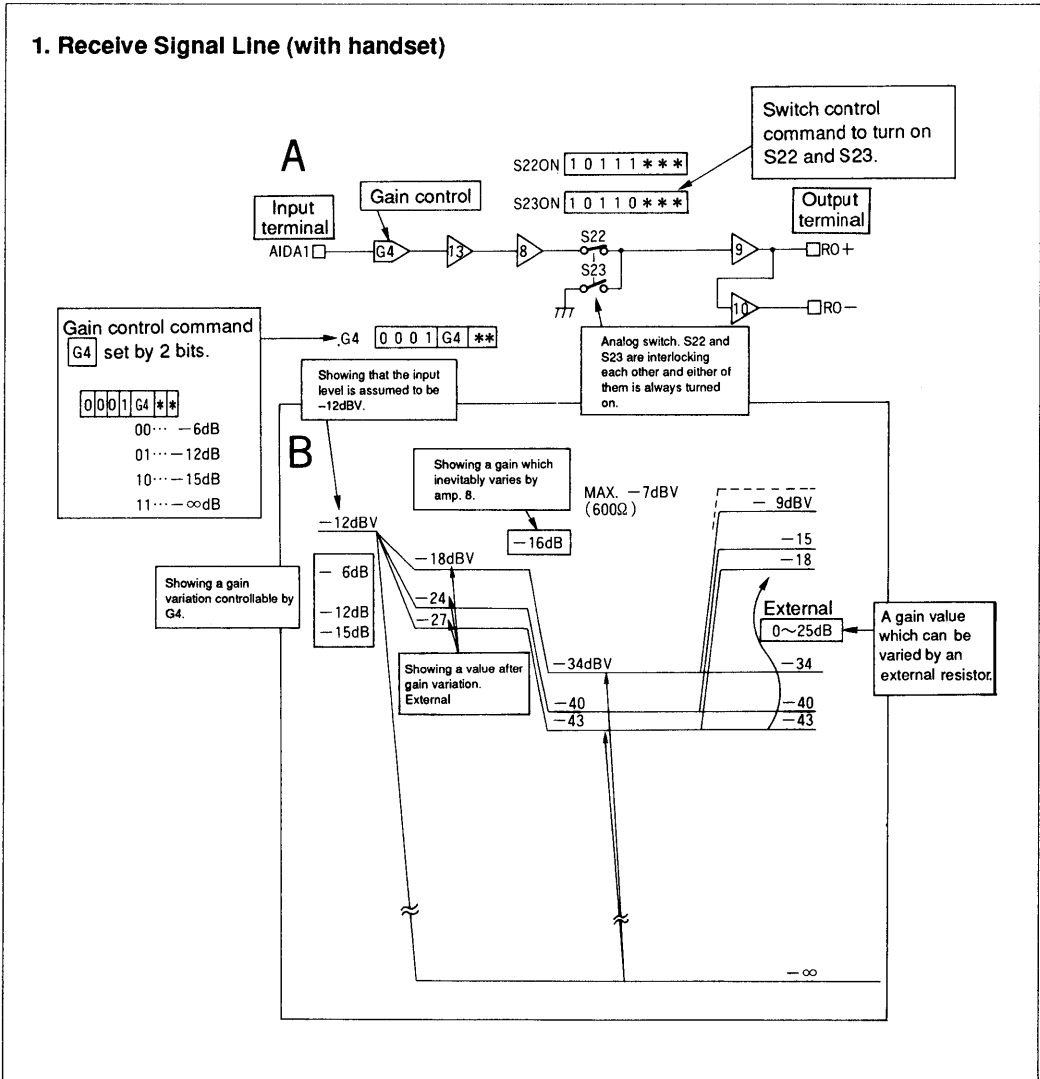 1. Receive Signal Line (with handset)
A
Switch control
command to turn on
S22 and S23.
S22ON 1 0 1 1 1 * * *
S23ON 1 0 1 1 0 * * *
Gain control
Input
terminal
Output
terminal
AIDA1
G4
13
8
S22
S23
9
RO+
10
RO−
Gain control command
G4 set by 2 bits.
0 0 0 1 G4 * *
00… −6dB
01… −12dB
10… −15dB
11… −∞dB
.G4 0 0 0 1 G4 **
Showing that the input
level is assumed to be
−12dBV.
Analog switch. S22 and
S23 are interlocking
each other and either of
them is always turned
on.
B
Showing a gain which
inevitably varies by
amp. 8.
MAX. −7dBV
(600Ω)
−16dB
−12dBV
Showing a gain
variation controllable by
G4.
− 6dB
−12dB
−15dB
−18dBV
−24
−27
Showing a value after
gain variation.
External
−34dBV
−40
−43
− 9dBV
−15
−18
External
0〜25dB
A gain value
which can be
varied by an
external resistor.
−34
−40
−43
−∞